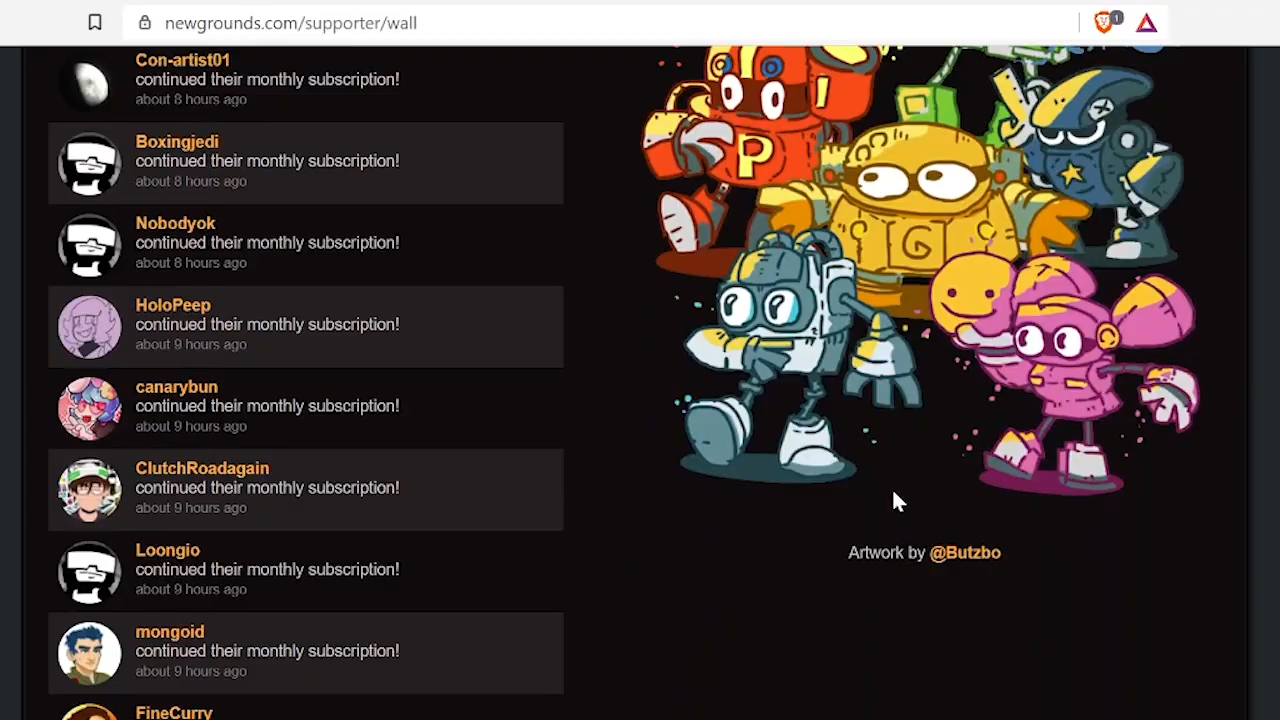 newgrounds.com/supporter/wall
1
Con-artist01
continued their monthly subscription!
about 8 hours ago
Boxingjedi
continued their monthly subscription!
about 8 hours ago
Nobodyok
continued their monthly subscription!
about 8 hours ago
HoloPeep
continued their monthly subscription!
about 9 hours ago
canarybun
continued their monthly subscription!
about 9 hours ago
ClutchRoadagain
continued their monthly subscription!
about 9 hours ago
Loongio
continued their monthly subscription!
about 9 hours ago
mongoid
continued their monthly subscription!
about 9 hours ago
FineCurry
P
G
Artwork by @Butzbo